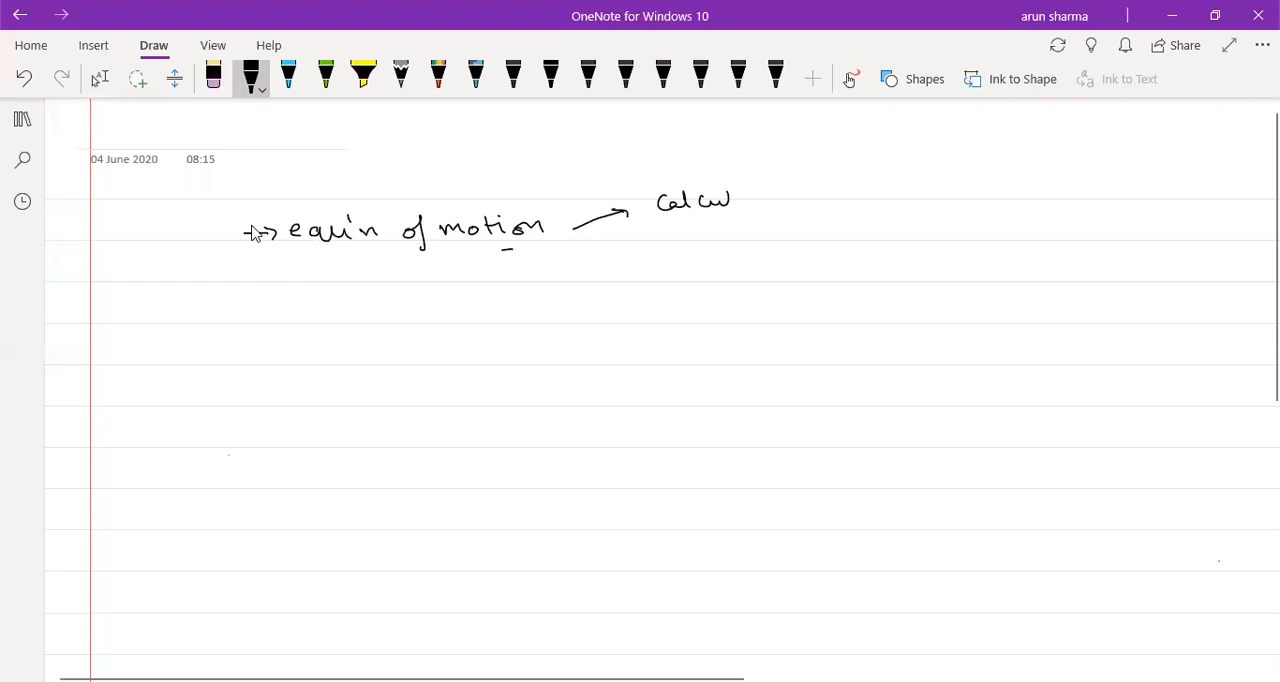 OneNote for Windows 10
arun sharma
Home Insert Draw View Help
Share
Shapes
Ink to Shape
Ink to Text
04 June 2020 08:15
eqn'n of motion → Calcu